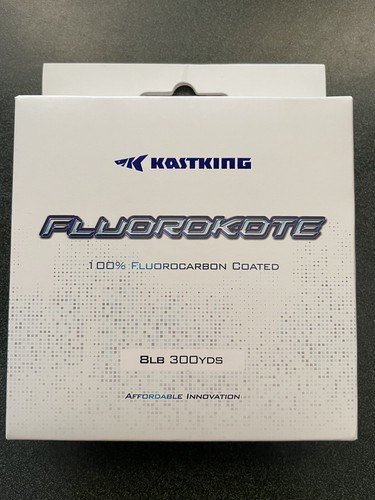 KastKing
FluoroKote
100% Fluorocarbon Coated
8lb 300yds
Affordable Innovation